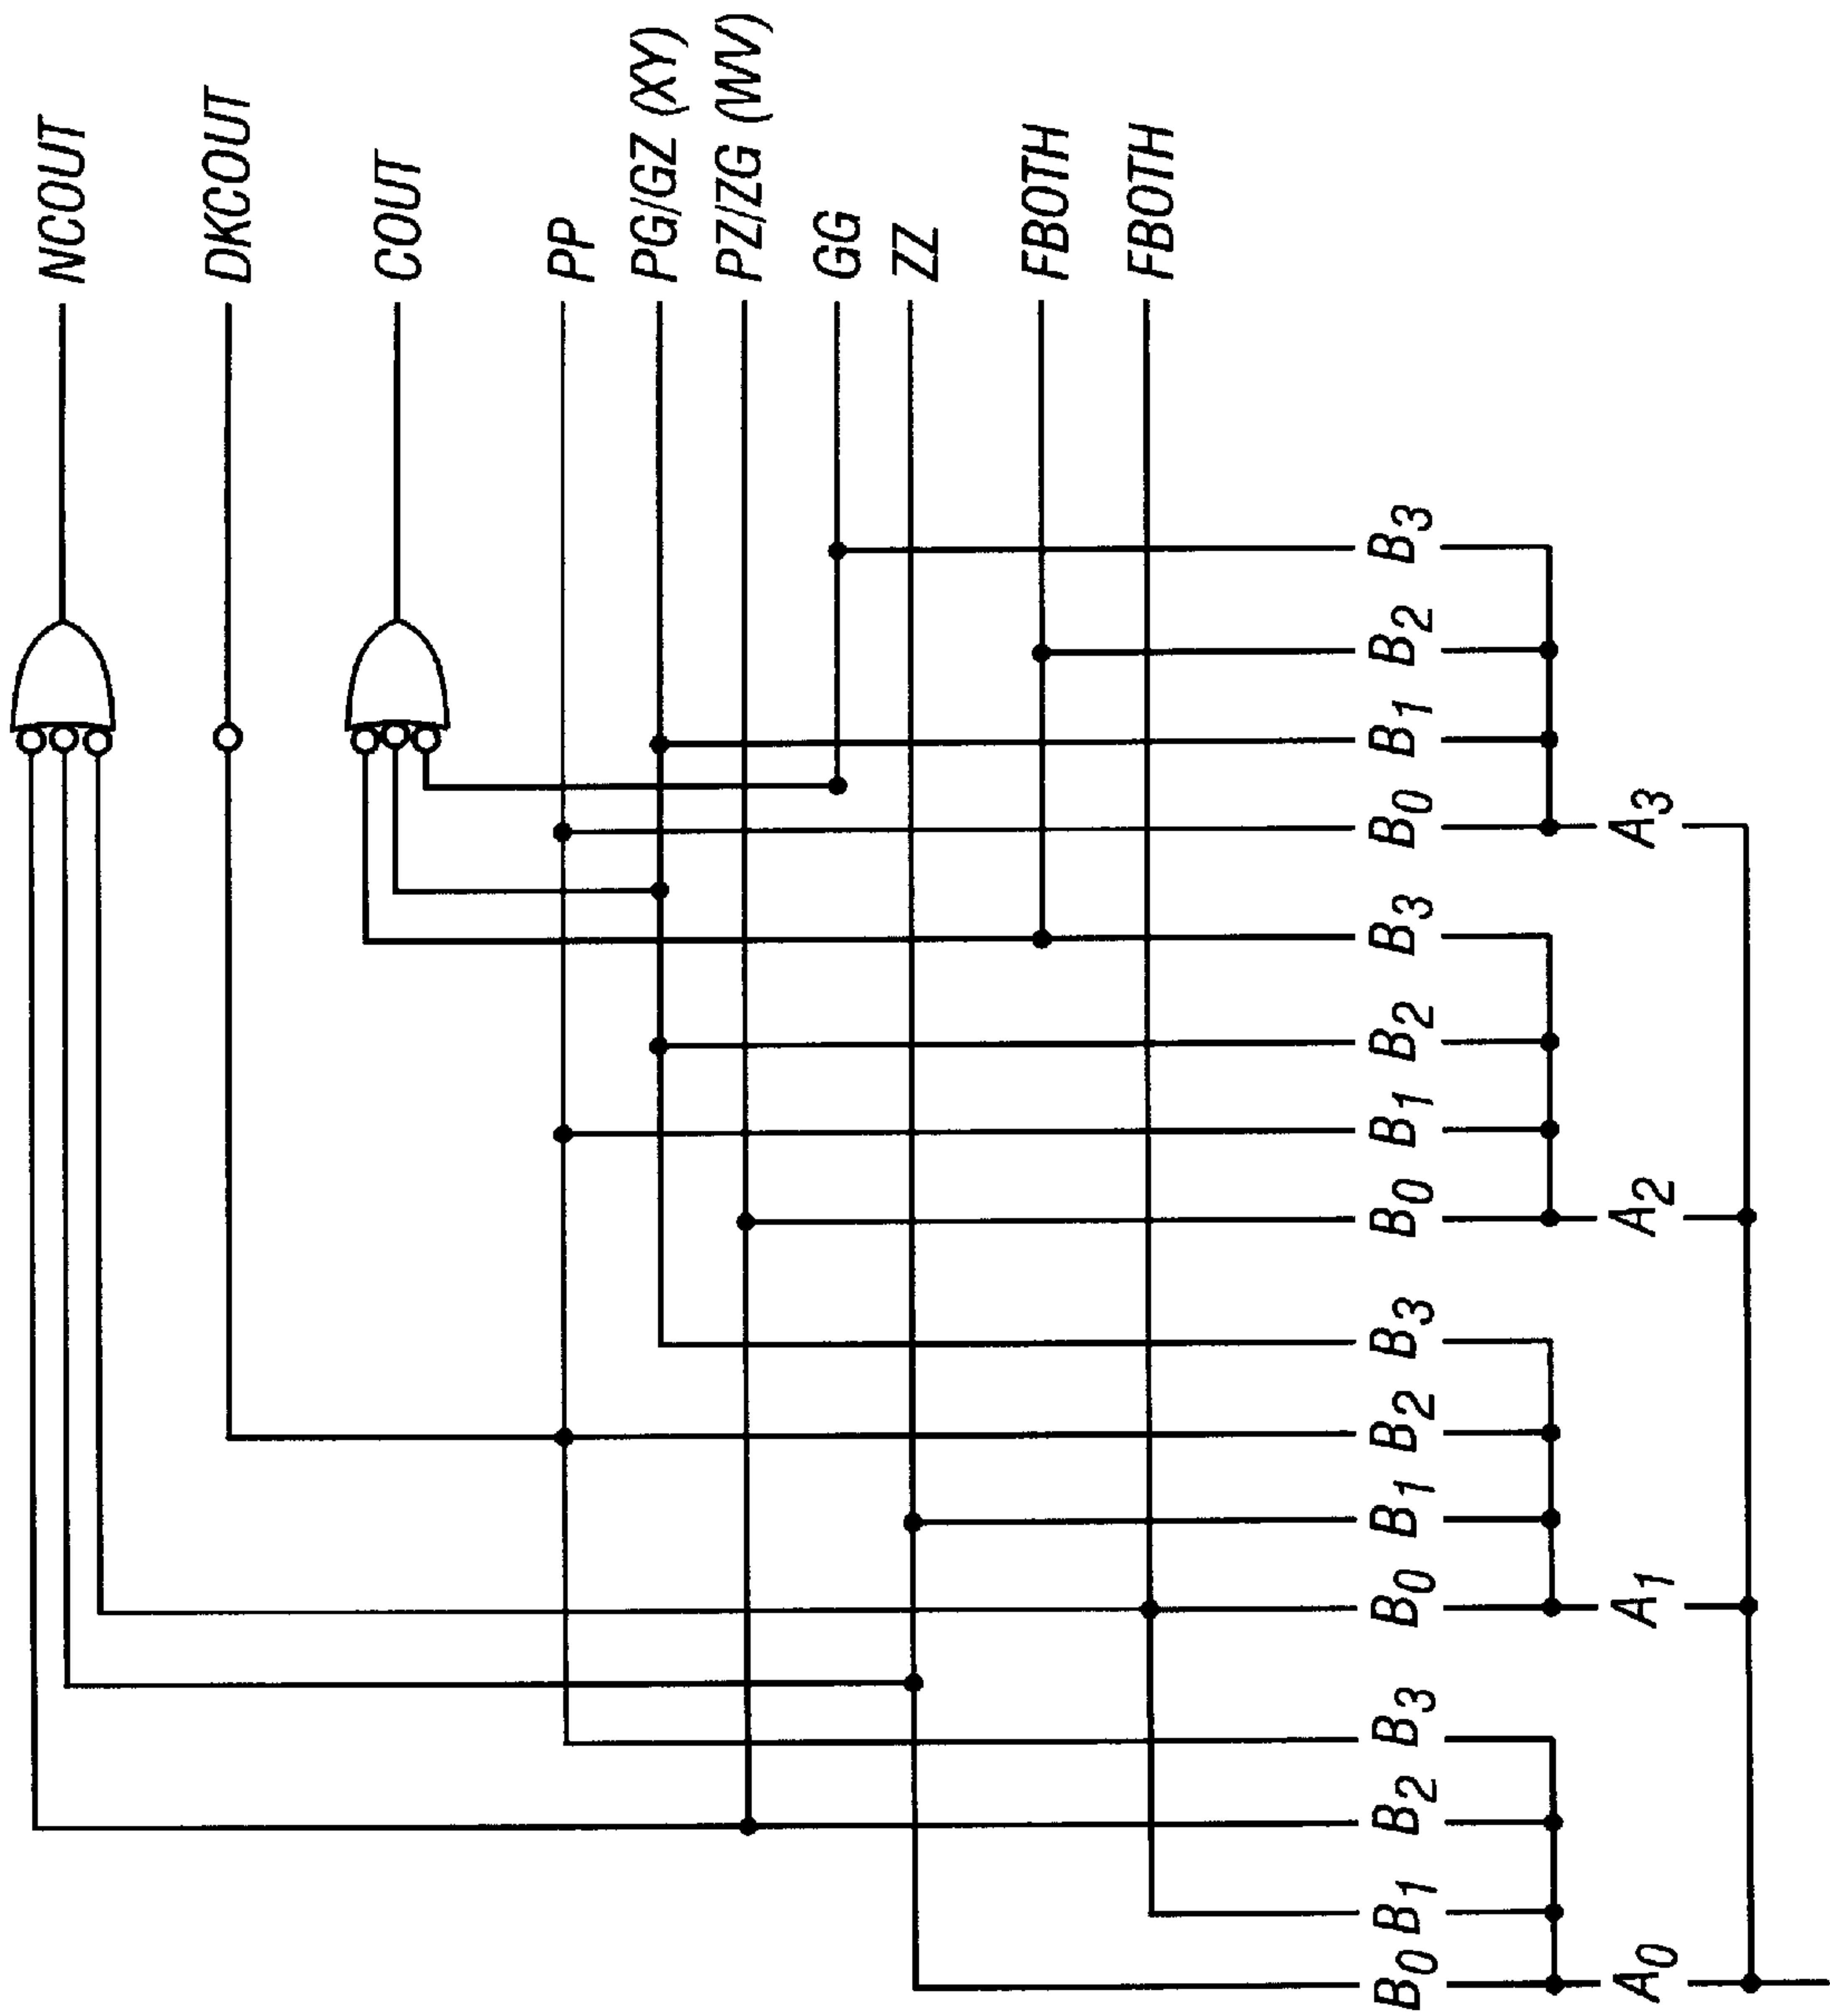 NCOUT
DKCOUT
COUT
PP
PG//GZ (XY)
PZ//ZG (WV)
GG
ZZ
FBOTH
FBOTH
B0 B1 B2 B3 B0 B1 B2 B3 B0 B1 B2 B3 B0 B1 B2 B3
A0 A1 A2 A3